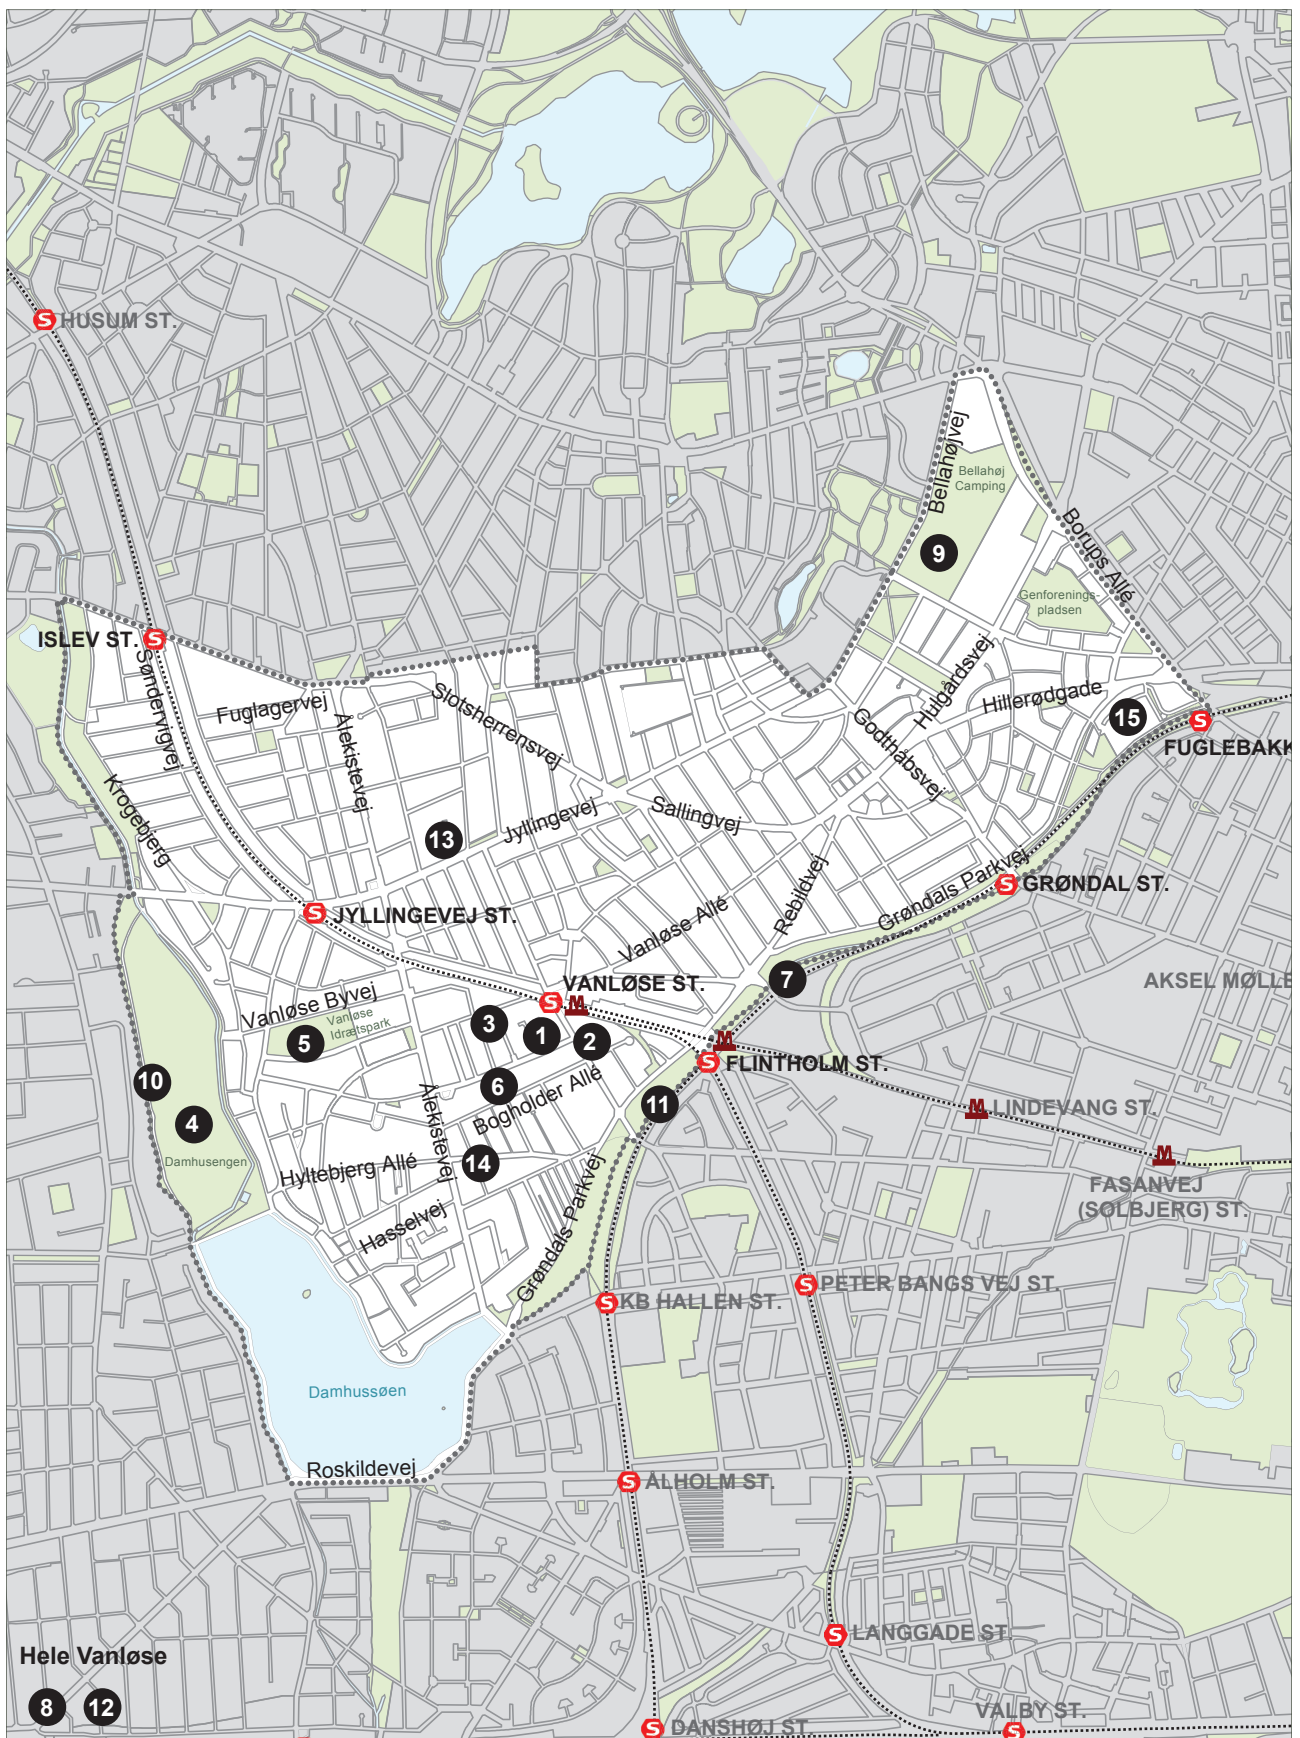 HUSUM ST.
Bellahøjvej
Bellahøj
Camping
9
Borups Allé
Genforenings-
pladsen
ISLEV ST.
Søndervigvej
Fuglagervej
Ålekistevej
Slotsherrensvej
Hulgårdsvej
Hillerødgade
15
Godthåbsvej
FUGLEBAKK
Krogebjerg
13
Jyllingevej
Sallingvej
Rebildvej
Grøndals Parkvej
GRØNDAL ST.
JYLLINGEVEJ ST.
Vanløse Allé
7
AKSEL MØLLE
VANLØSE ST.
M
Vanløse Byvej
Vanløse
Idrætspark
5
3
1
2
M
FLINTHOLM ST.
10
4
Damhusengen
6
Bogholder Allé
11
M
LINDEVANG ST.
Ålekistevej
14
Hyltebjerg Allé
M
FASANVEJ
(SOLBJERG) ST.
Hasselvej
Grøndals Parkvej
PETER BANGS VEJ ST.
KB HALLEN ST.
Damhussøen
Roskildevej
ÅLHOLM ST.
LANGGADE ST.
Hele Vanløse
8
12
VALBY ST.
DANSHØJ ST.